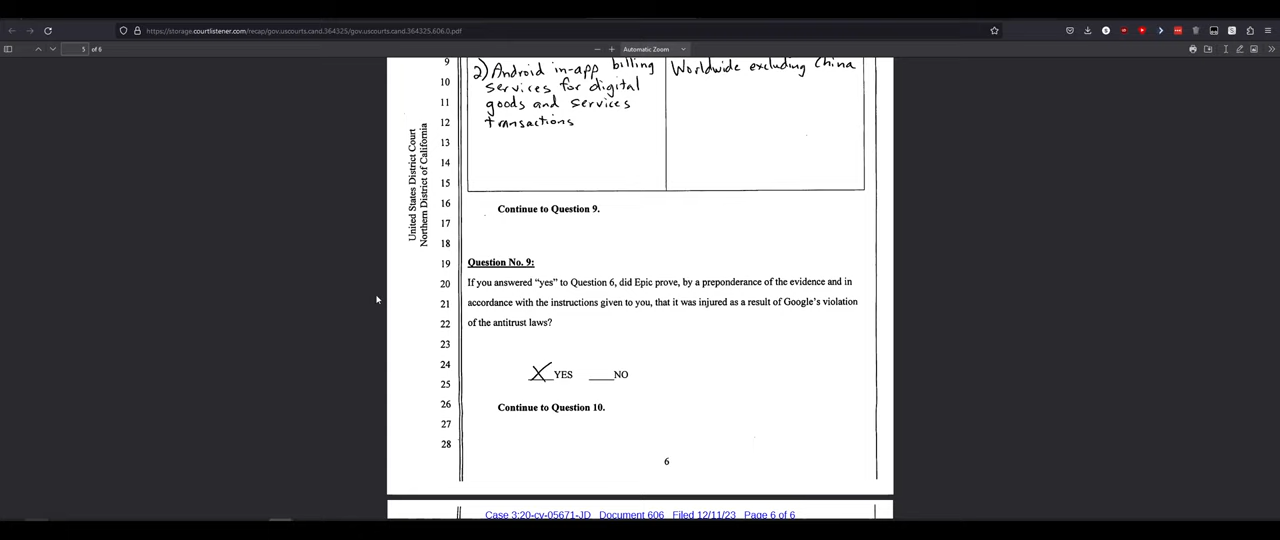 https://storage.courtlistener.com/recap/gov.uscourts.cand.364325/gov.uscourts.cand.364325.606.0.pdf
5 of 6
Automatic Zoom
9
2) Android in-app billing Worldwide excluding China
10
services for digital
11
goods and services
12
transactions
13
14
15
United States District Court
Northern District of California
16
Continue to Question 9.
17
18
19
Question No. 9:
20 If you answered “yes” to Question 6, did Epic prove, by a preponderance of the evidence and in
21 accordance with the instructions given to you, that it was injured as a result of Google’s violation
22 of the antitrust laws?
23
24
X YES ____NO
25
26 Continue to Question 10.
27
28
6
Case 3:20-cv-05671-JD Document 606 Filed 12/11/23 Page 6 of 6